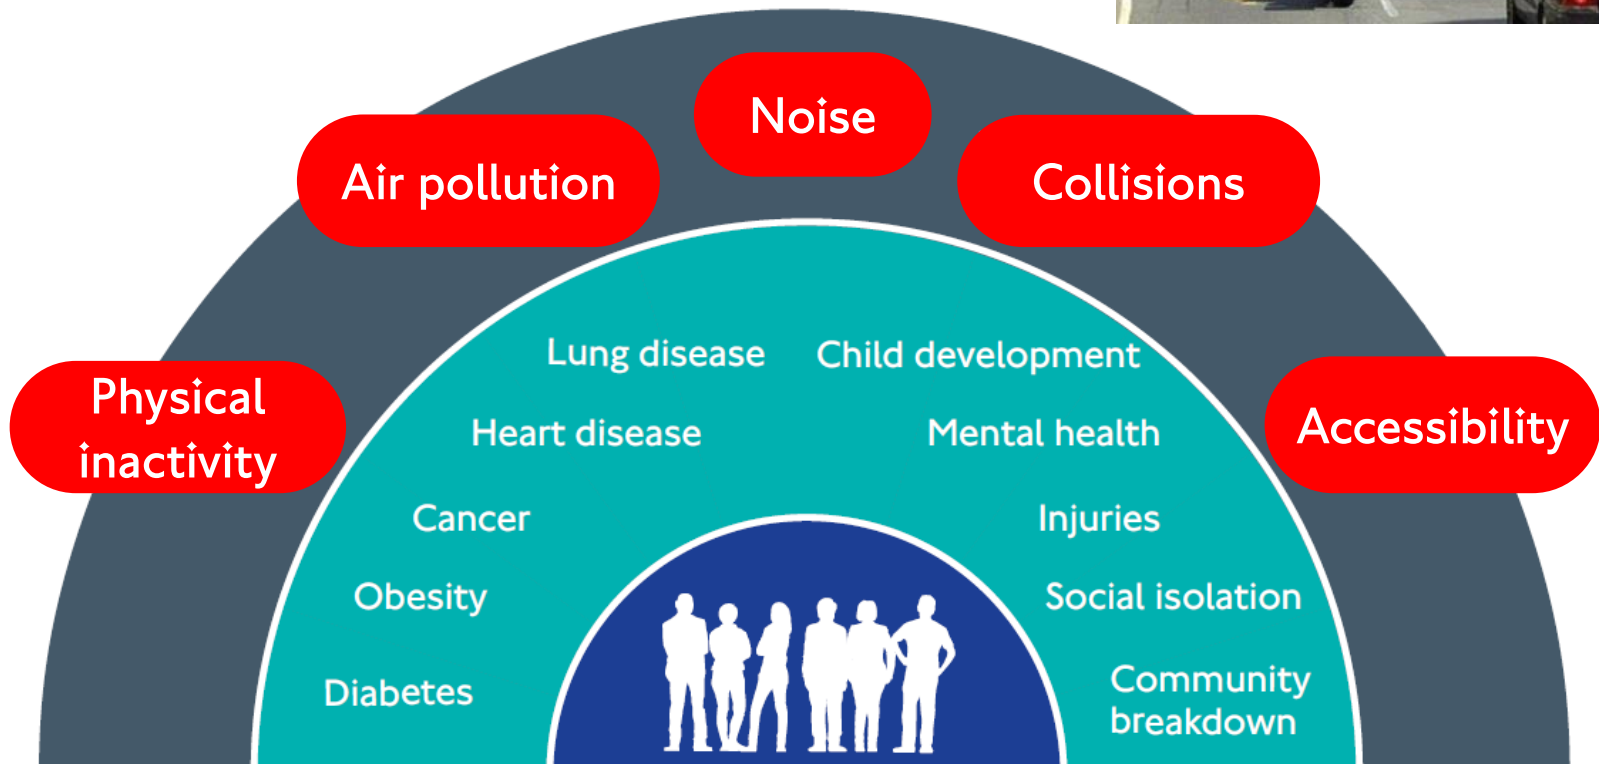 Noise
Air pollution
Collisions
Physical
inactivity
Accessibility
Lung disease
Child development
Heart disease
Mental health
Cancer
Injuries
Obesity
Social isolation
Diabetes
Community
breakdown